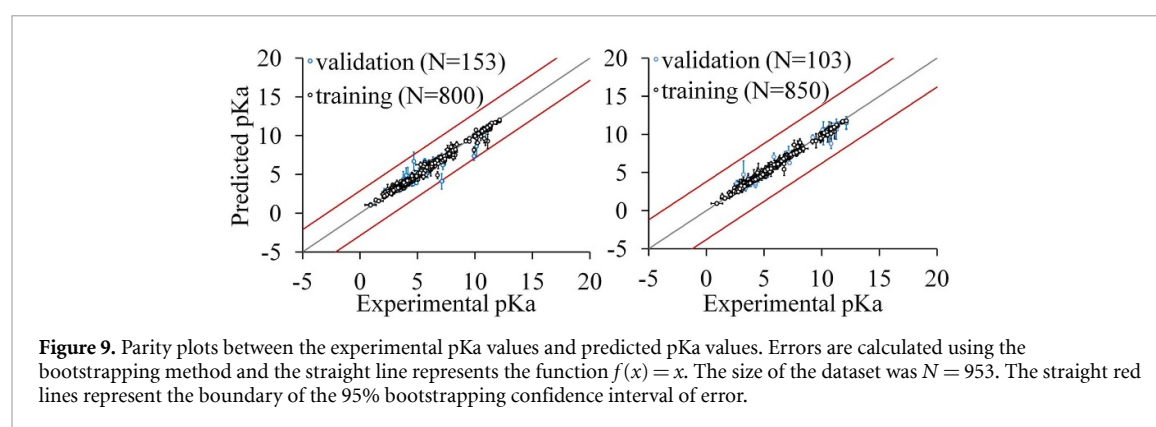 20
15
10
5
0
-5
Predicted pKa
validation (N=153)
training (N=800)
-5 0 5 10 15 20
Experimental pKa
20
15
10
5
0
-5
validation (N=103)
training (N=850)
-5 0 5 10 15 20
Experimental pKa
Figure 9. Parity plots between the experimental pKa values and predicted pKa values. Errors are calculated using the
bootstrapping method and the straight line represents the function f(x) = x. The size of the dataset was N = 953. The straight red
lines represent the boundary of the 95% bootstrapping confidence interval of error.